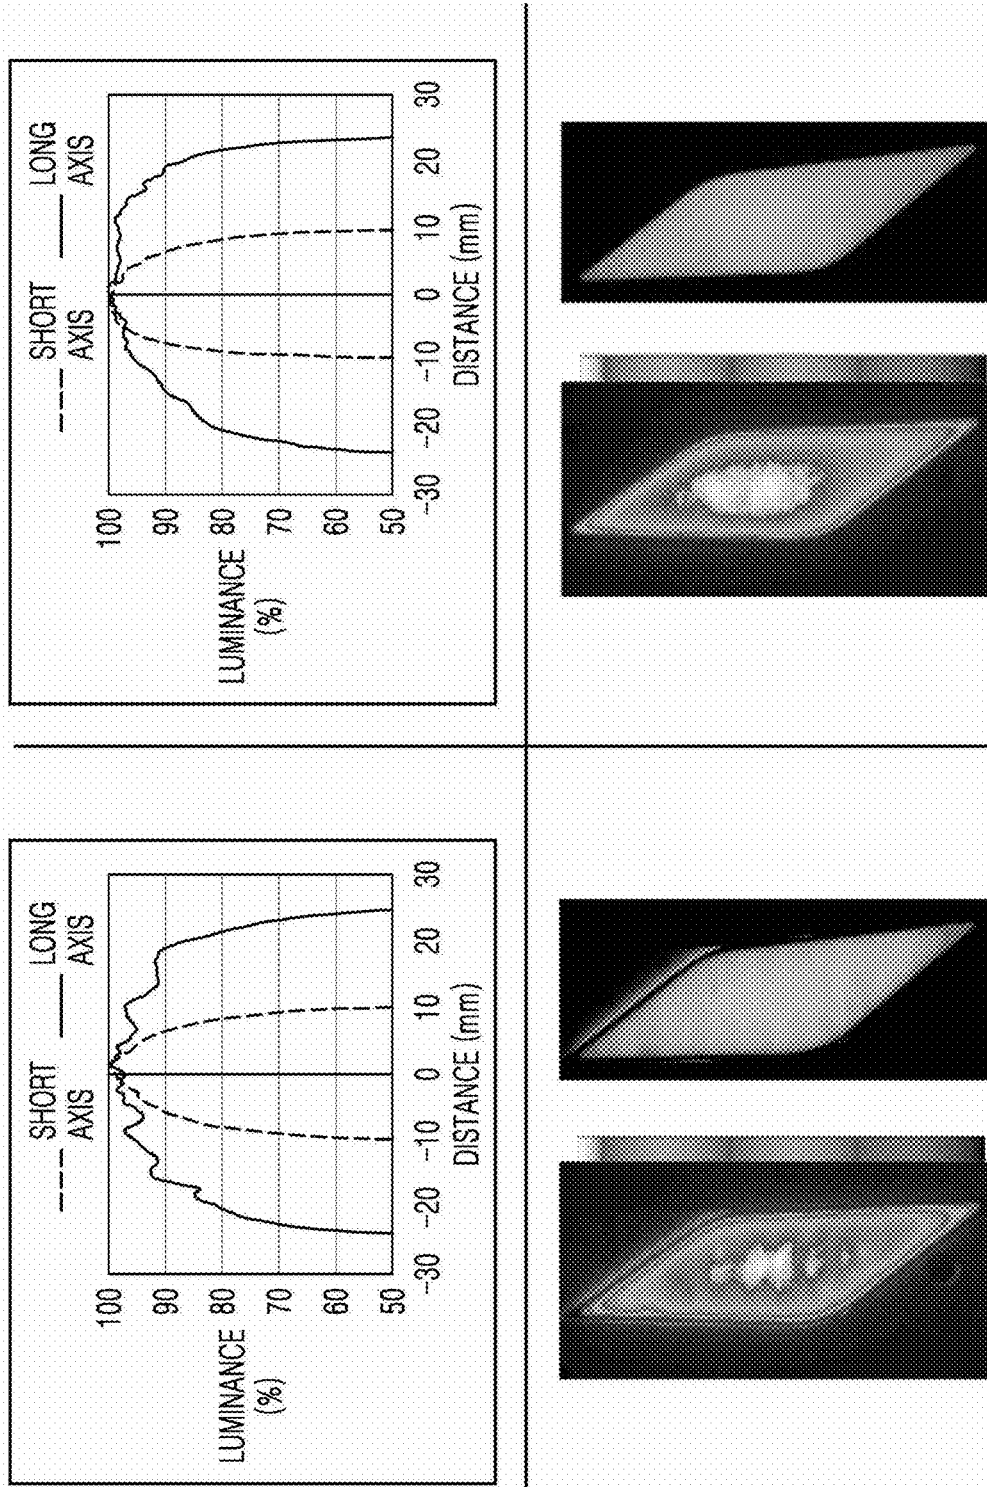 SHORT AXIS
LONG AXIS
LUMINANCE
(%)
100
90
80
70
60
50
-30 -20 -10 0 10 20 30
DISTANCE (mm)
SHORT AXIS
LONG AXIS
LUMINANCE
(%)
100
90
80
70
60
50
-30 -20 -10 0 10 20 30
DISTANCE (mm)